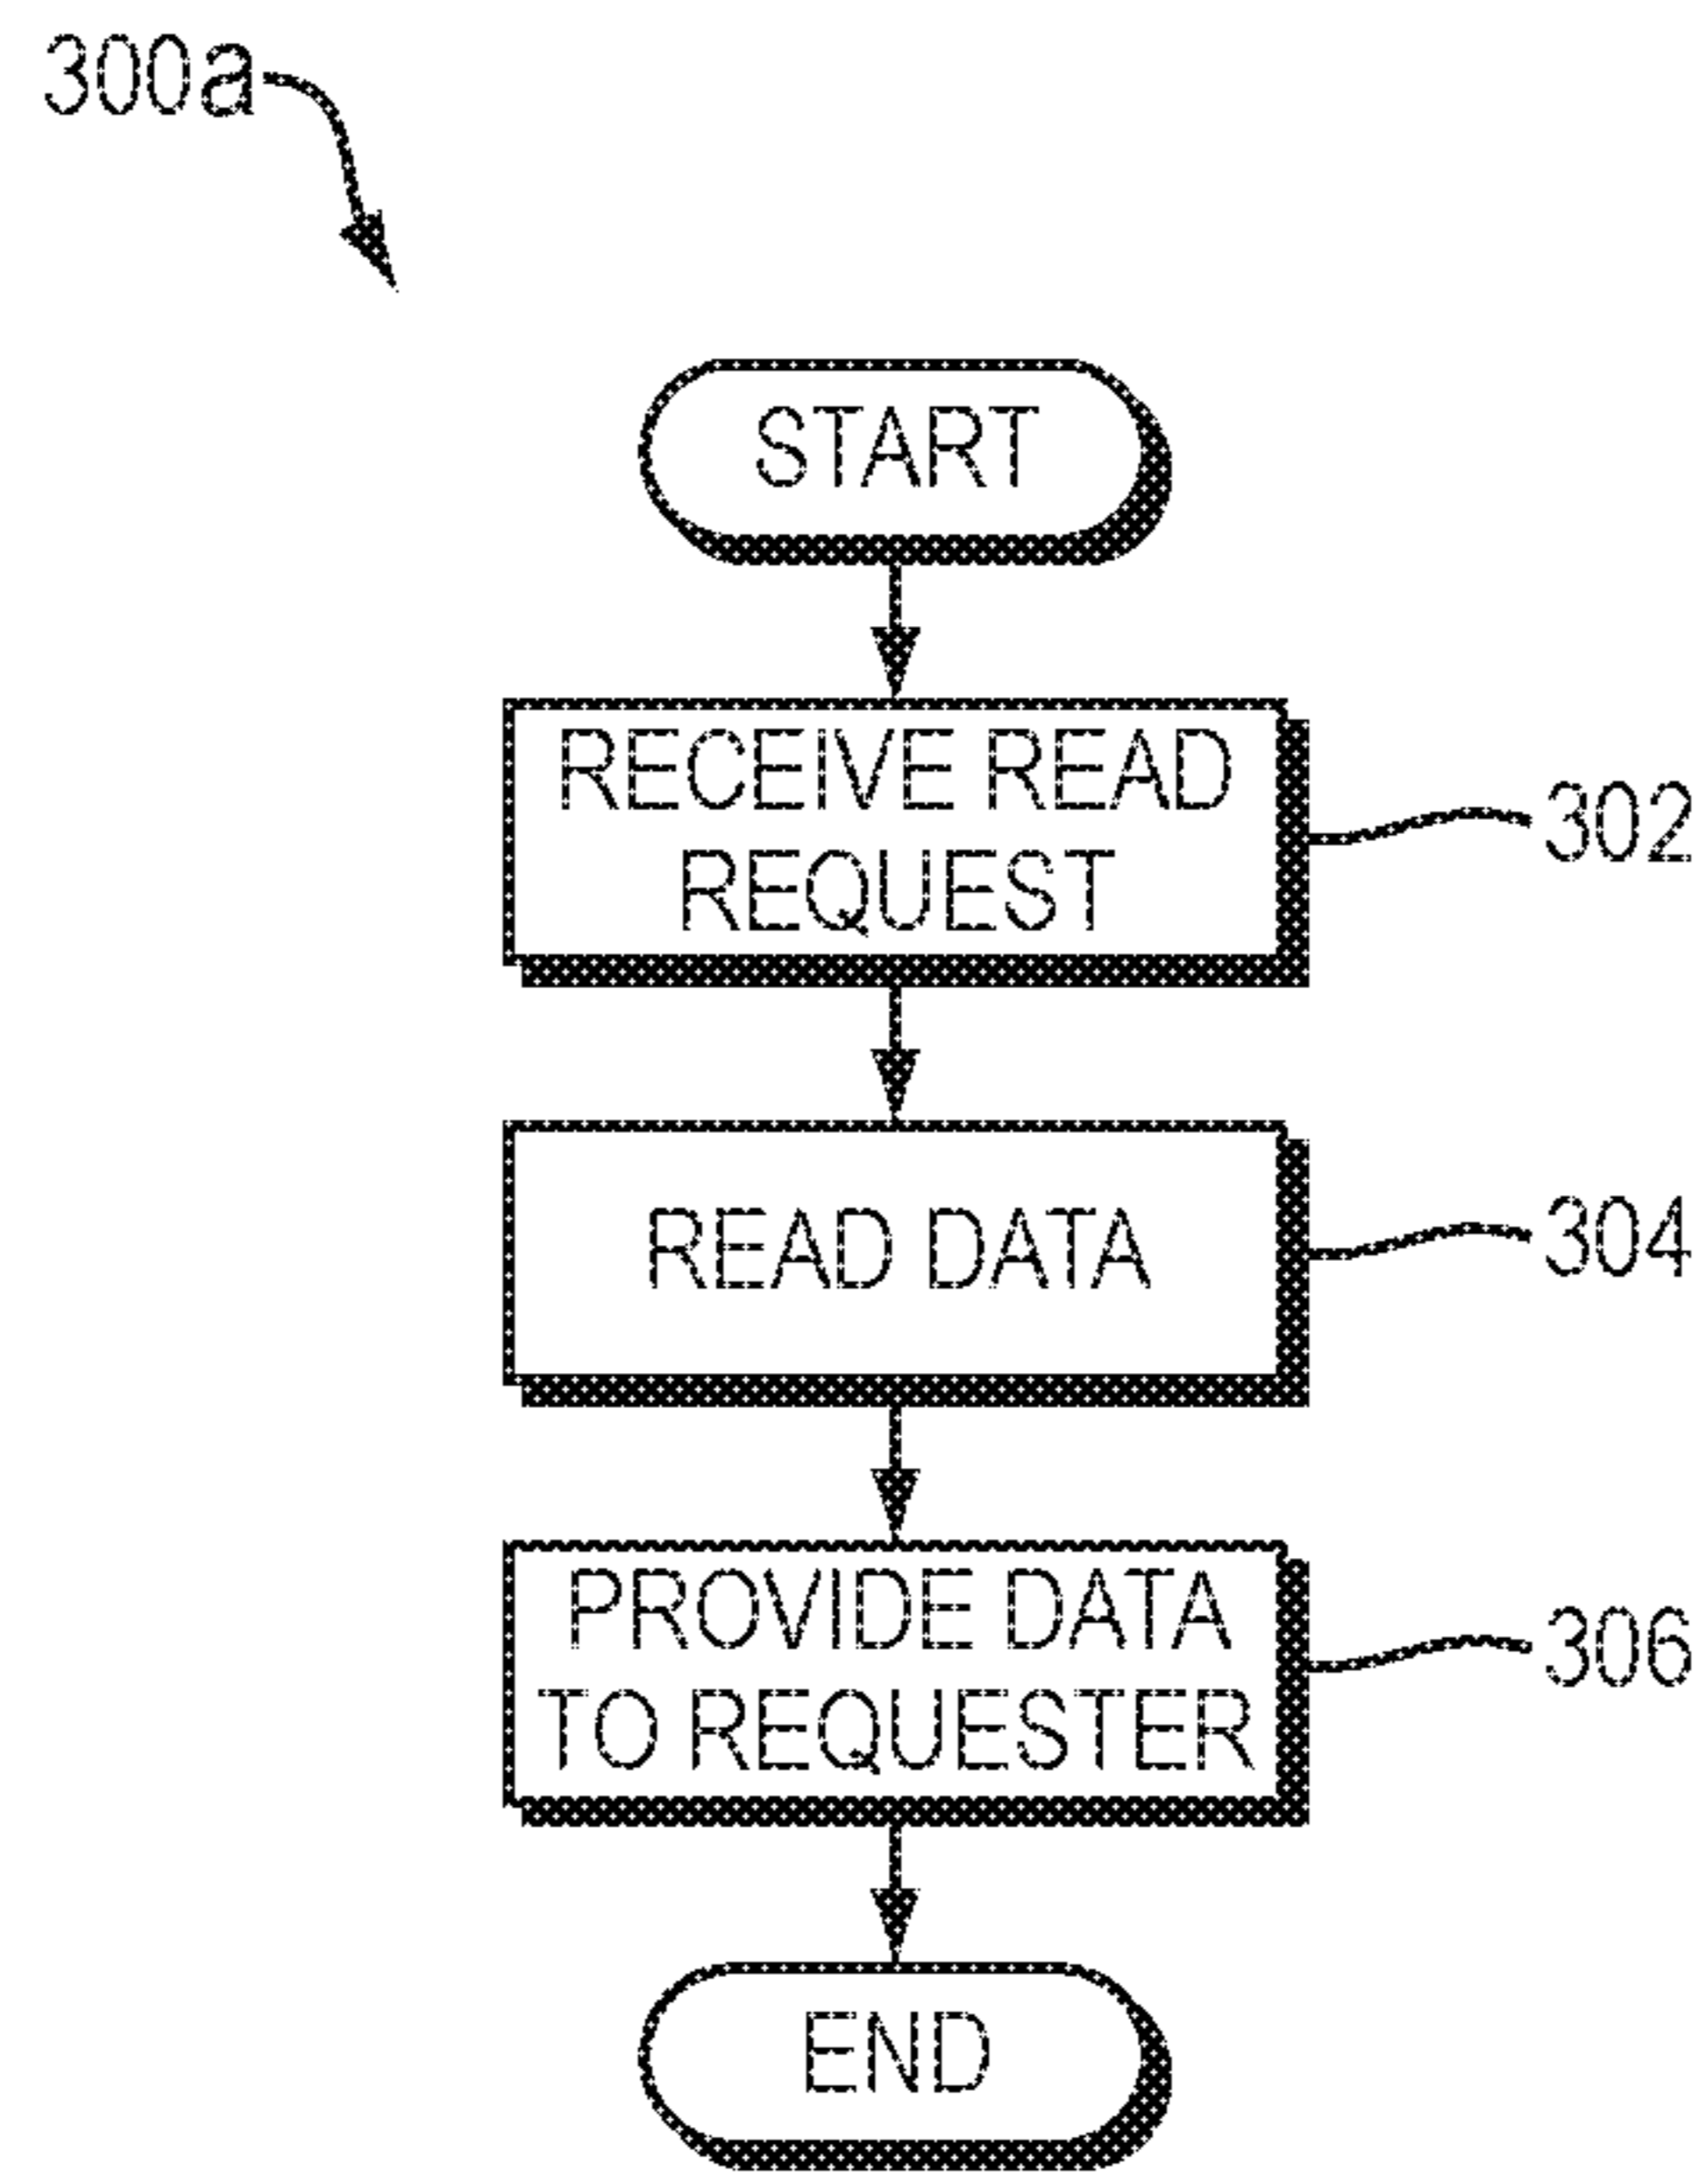 300a
START
RECEIVE READ
REQUEST
302
READ DATA
304
PROVIDE DATA
TO REQUESTER
306
END